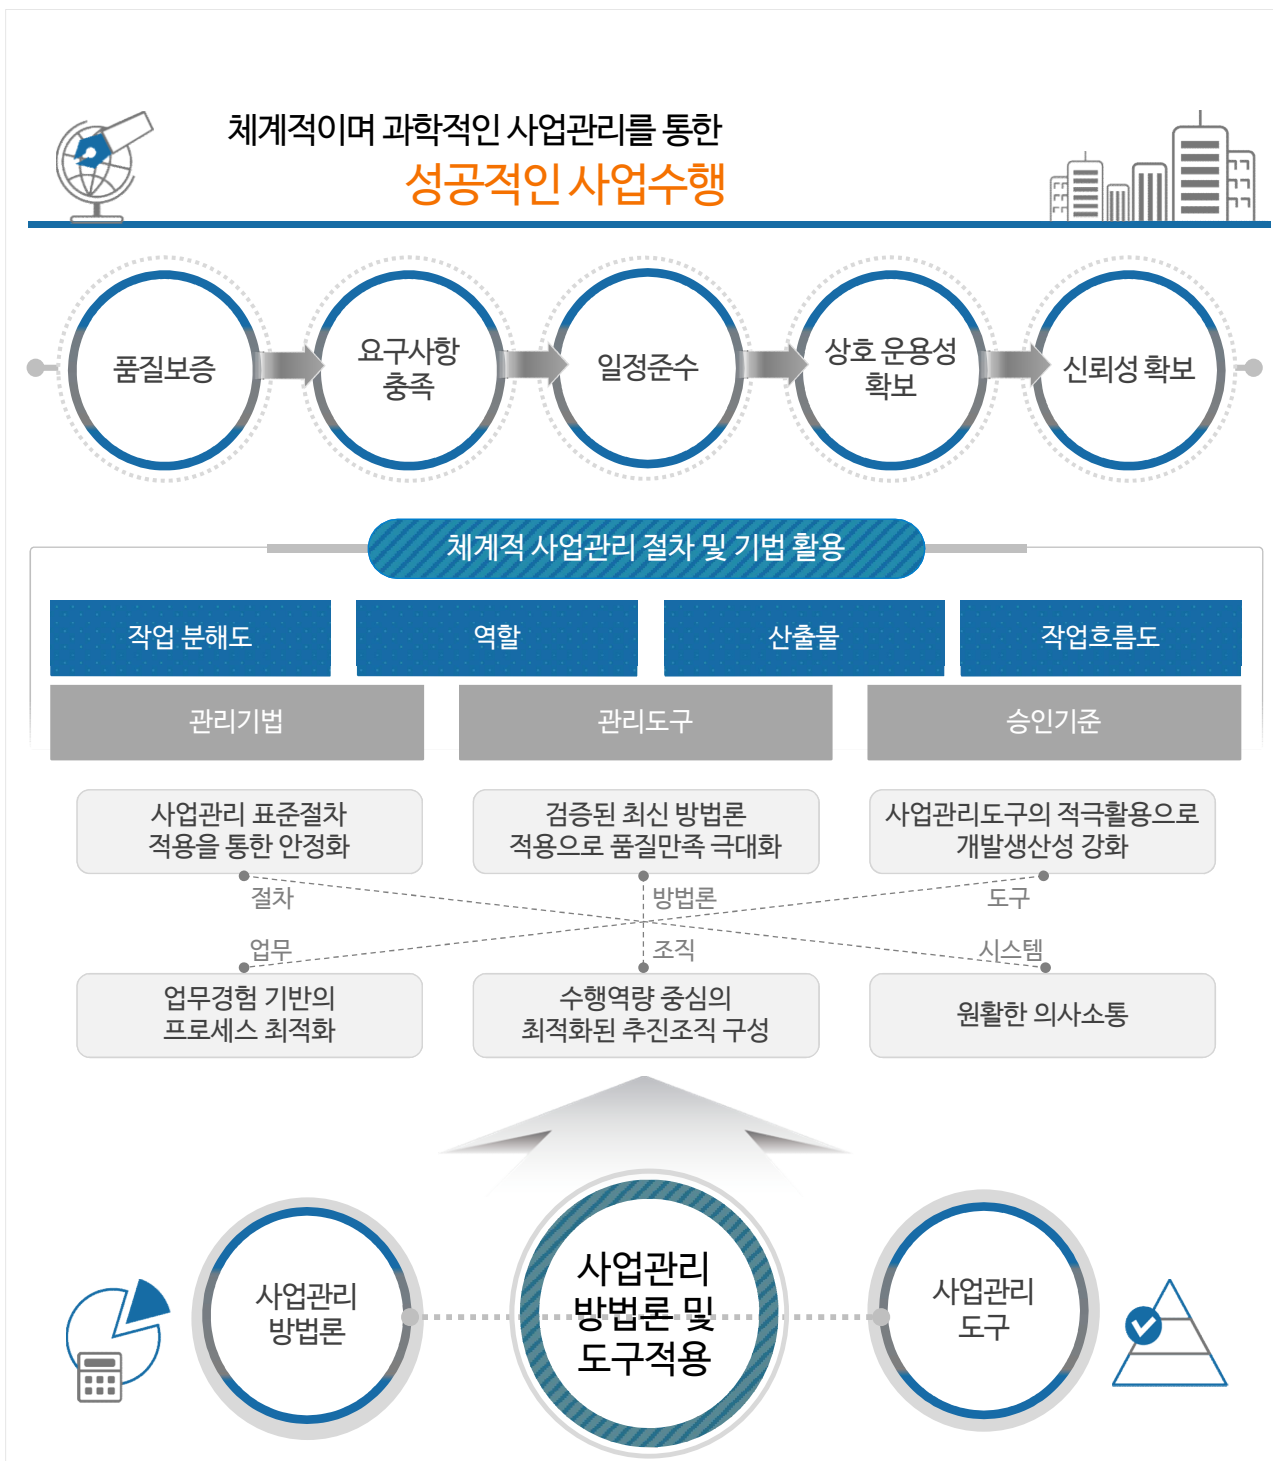 체계적이며 과학적인 사업관리를 통한
성공적인 사업수행
품질보증
요구사항
충족
일정준수
상호 운용성
확보
신뢰성 확보
체계적 사업관리 절차 및 기법 활용
작업 분해도
역할
산출물
작업흐름도
관리기법
관리도구
승인기준
사업관리 표준절차
적용을 통한 안정화
검증된 최신 방법론
적용으로 품질만족 극대화
사업관리도구의 적극활용으로
개발생산성 강화
절차
방법론
도구
업무
조직
시스템
업무경험 기반의
프로세스 최적화
수행역량 중심의
최적화된 추진조직 구성
원활한 의사소통
사업관리
방법론
사업관리
방법론 및
도구적용
사업관리
도구